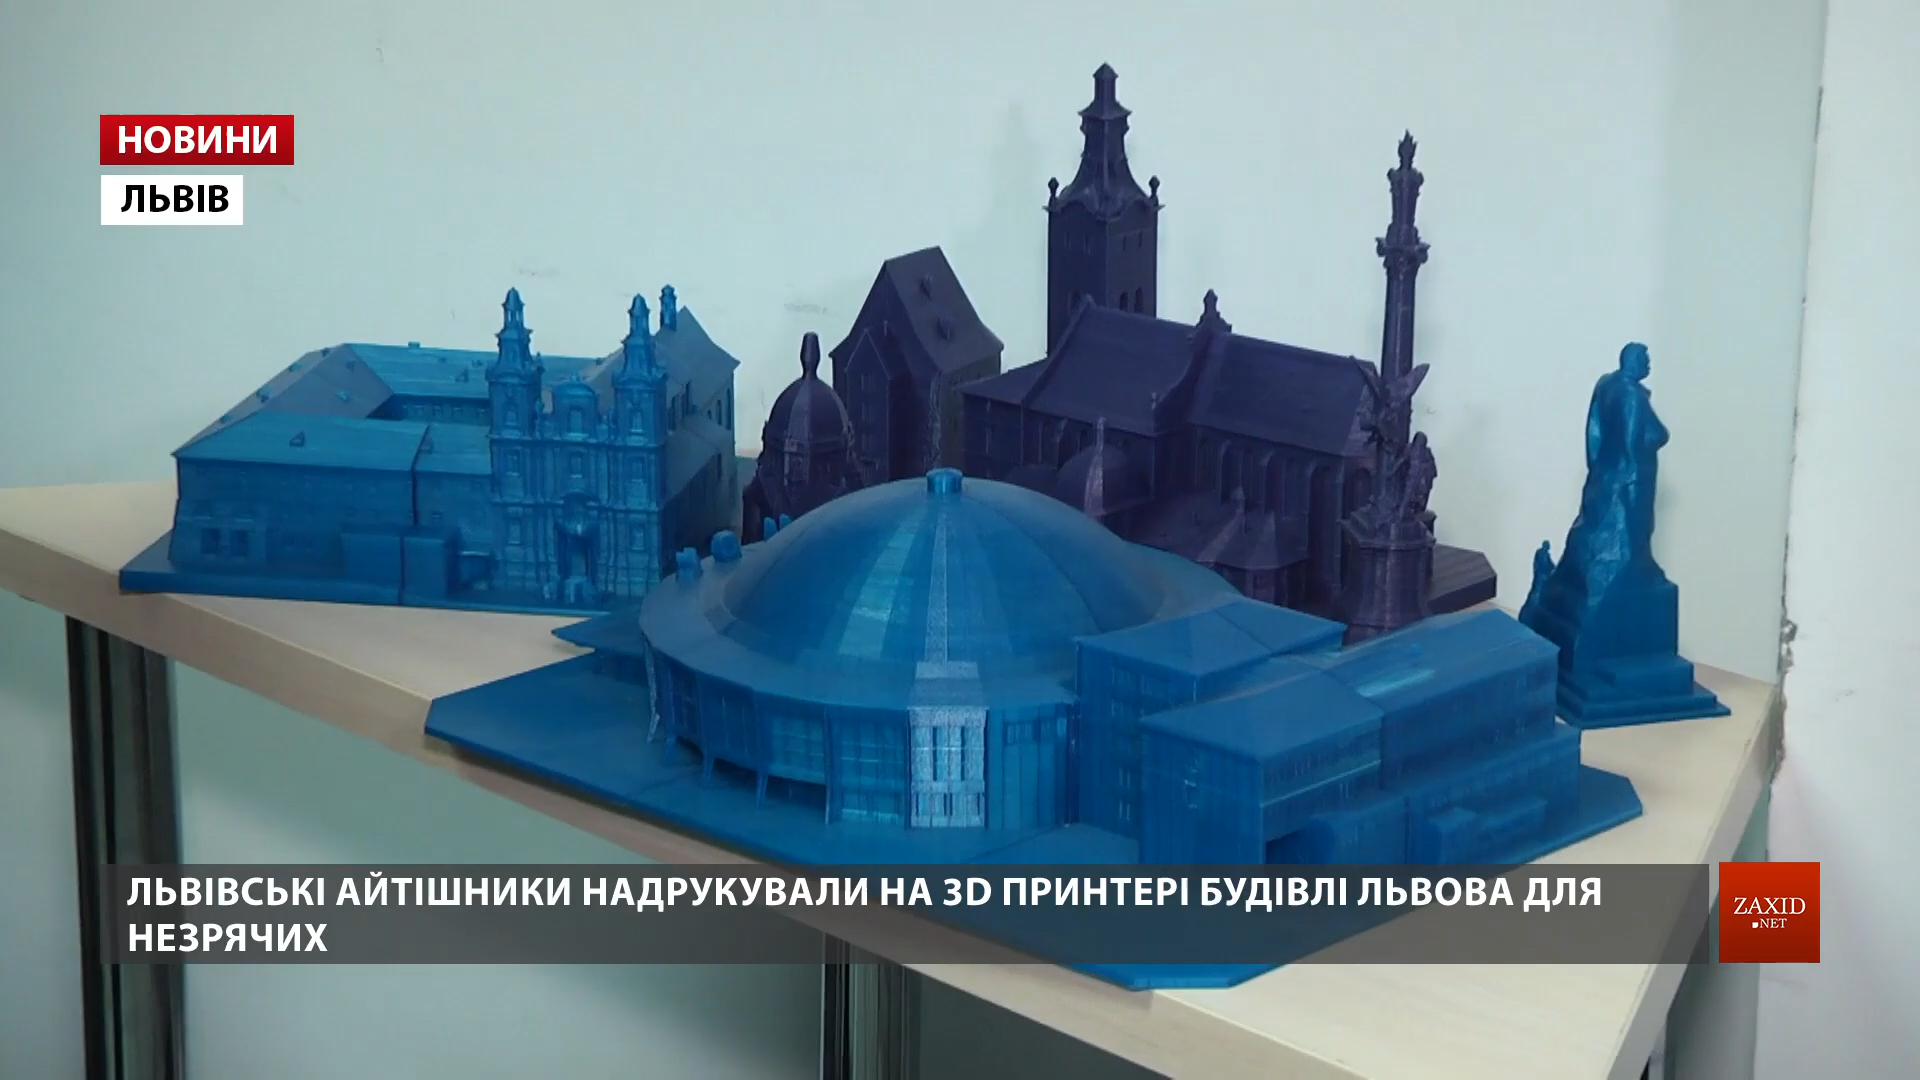 НОВИНИ
ЛЬВІВ
ЛЬВІВСЬКІ АЙТІШНИКИ НАДРУКУВАЛИ НА 3D ПРИНТЕРІ БУДІВЛІ ЛЬВОВА ДЛЯ
НЕЗРЯЧИХ
ZAXID
.NET